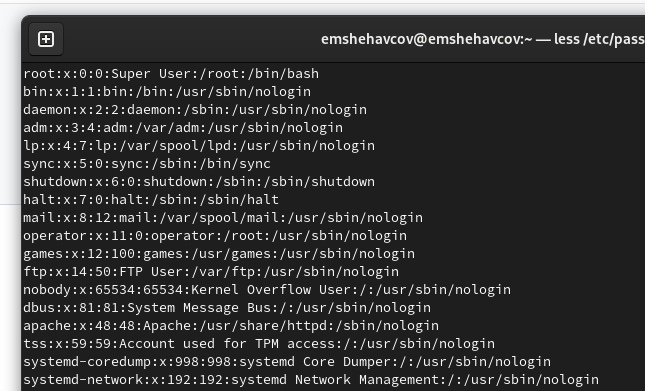 emshehavcov@emshehavcov:~ — less /etc/pass
root:x:0:0:Super User:/root:/bin/bash
bin:x:1:1:bin:/bin:/usr/sbin/nologin
daemon:x:2:2:daemon:/sbin:/usr/sbin/nologin
adm:x:3:4:adm:/var/adm:/usr/sbin/nologin
lp:x:4:7:lp:/var/spool/lpd:/usr/sbin/nologin
sync:x:5:0:sync:/sbin:/bin/sync
shutdown:x:6:0:shutdown:/sbin:/sbin/shutdown
halt:x:7:0:halt:/sbin:/sbin/halt
mail:x:8:12:mail:/var/spool/mail:/usr/sbin/nologin
operator:x:11:0:operator:/root:/usr/sbin/nologin
games:x:12:100:games:/usr/games:/usr/sbin/nologin
ftp:x:14:50:FTP User:/var/ftp:/usr/sbin/nologin
nobody:x:65534:65534:Kernel Overflow User:/:/usr/sbin/nologin
dbus:x:81:81:System Message Bus:/:/usr/sbin/nologin
apache:x:48:48:Apache:/usr/share/httpd:/sbin/nologin
tss:x:59:59:Account used for TPM access:/:/usr/sbin/nologin
systemd-coredump:x:998:998:systemd Core Dumper:/:/usr/sbin/nologin
systemd-network:x:192:192:systemd Network Management:/:/usr/sbin/nologin